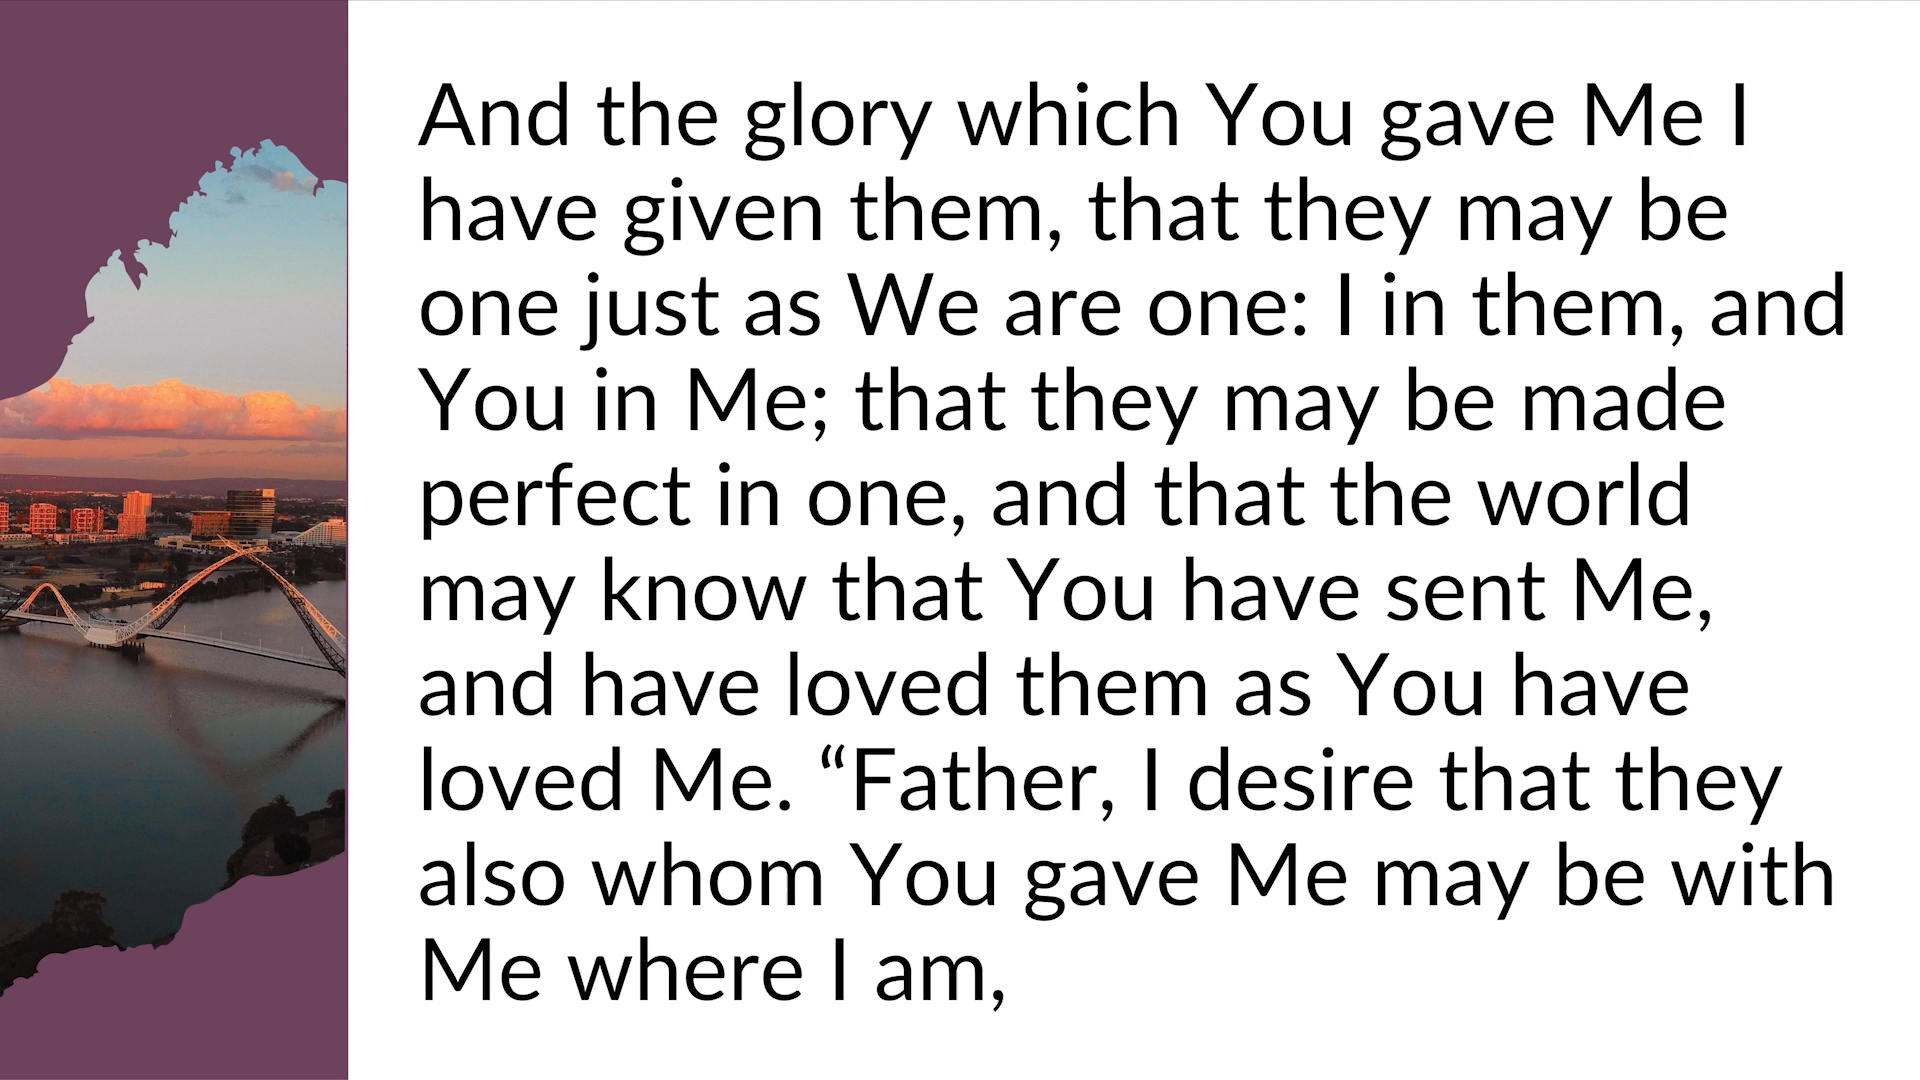 And the glory which You gave Me I
have given them, that they may be
one just as We are one: I in them, and
You in Me; that they may be made
perfect in one, and that the world
may know that You have sent Me,
and have loved them as You have
loved Me. “Father, I desire that they
also whom You gave Me may be with
Me where I am,